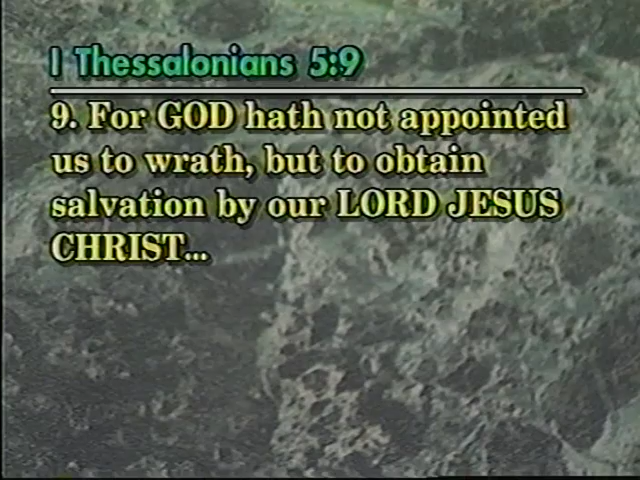 I Thessalonians 5:9
9. For GOD hath not appointed
us to wrath, but to obtain
salvation by our LORD JESUS
CHRIST...